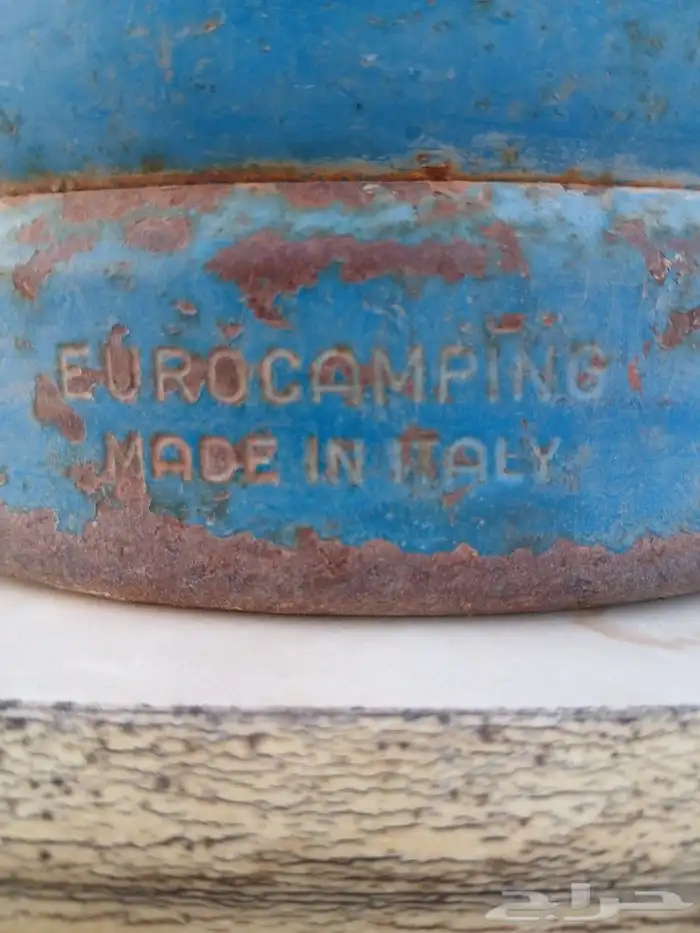 EUROCAMPING
MADE IN ITALY
حراج